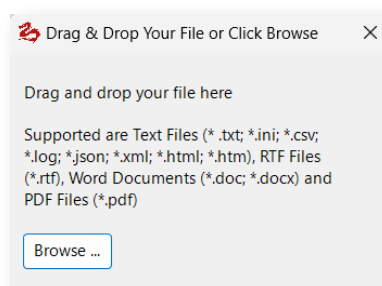 Drag & Drop Your File or Click Browse
Drag and drop your file here
Supported are Text Files (* .txt; *.ini; *.csv;
*.log; *.json; *.xml; *.html; *.htm), RTF Files
(*.rtf), Word Documents (*.doc; *.docx) and
PDF Files (*.pdf)
Browse ...